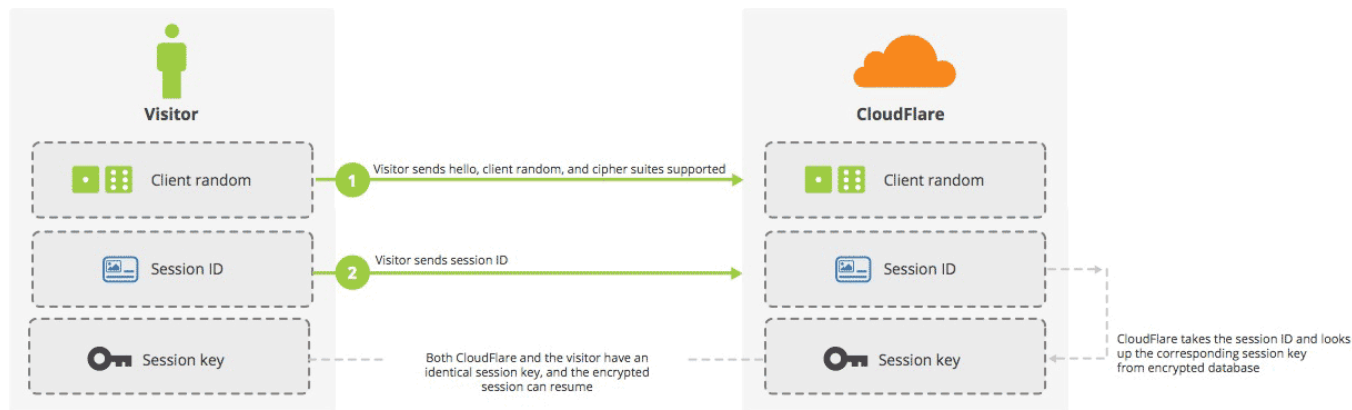 Visitor
CloudFlare
Client random
1
Visitor sends hello, client random, and cipher suites supported
Client random
Session ID
2
Visitor sends session ID
Session ID
Session key
Both CloudFlare and the visitor have an
identical session key, and the encrypted
session can resume
Session key
CloudFlare takes the session ID and looks
up the corresponding session key
from encrypted database